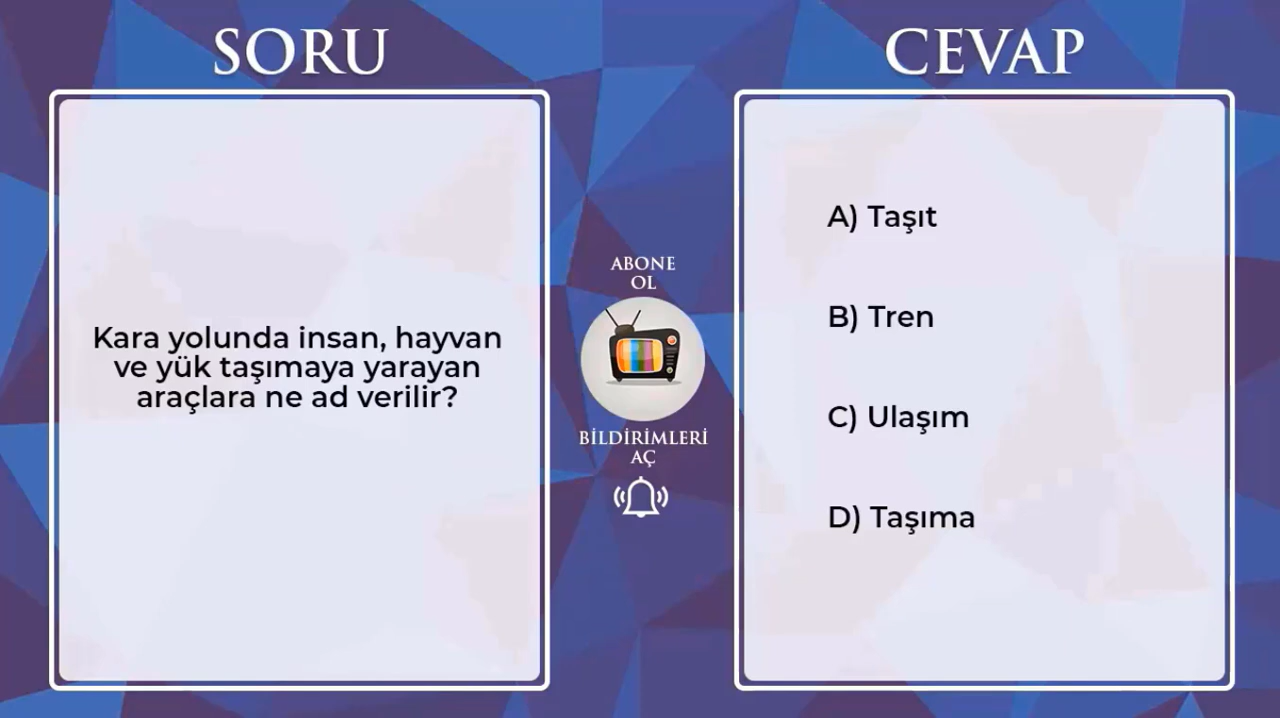 SORU
Kara yolunda insan, hayvan
ve yük taşımaya yarayan
araçlara ne ad verilir?
ABONE
OL
BİLDİRİMLERİ
AÇ
CEVAP
A) Taşıt
B) Tren
C) Ulaşım
D) Taşıma